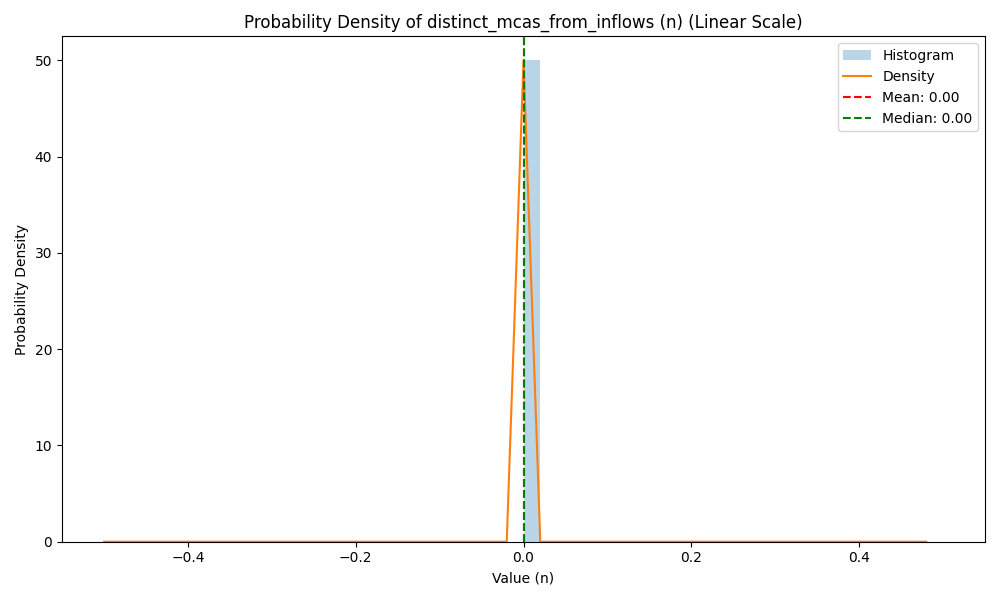 Probability Density of distinct_mcas_from_inflows (n) (Linear Scale)
Histogram
Density
Mean: 0.00
Median: 0.00
Probability Density
50
40
30
20
10
0
−0.4
−0.2
0.0
0.2
0.4
Value (n)